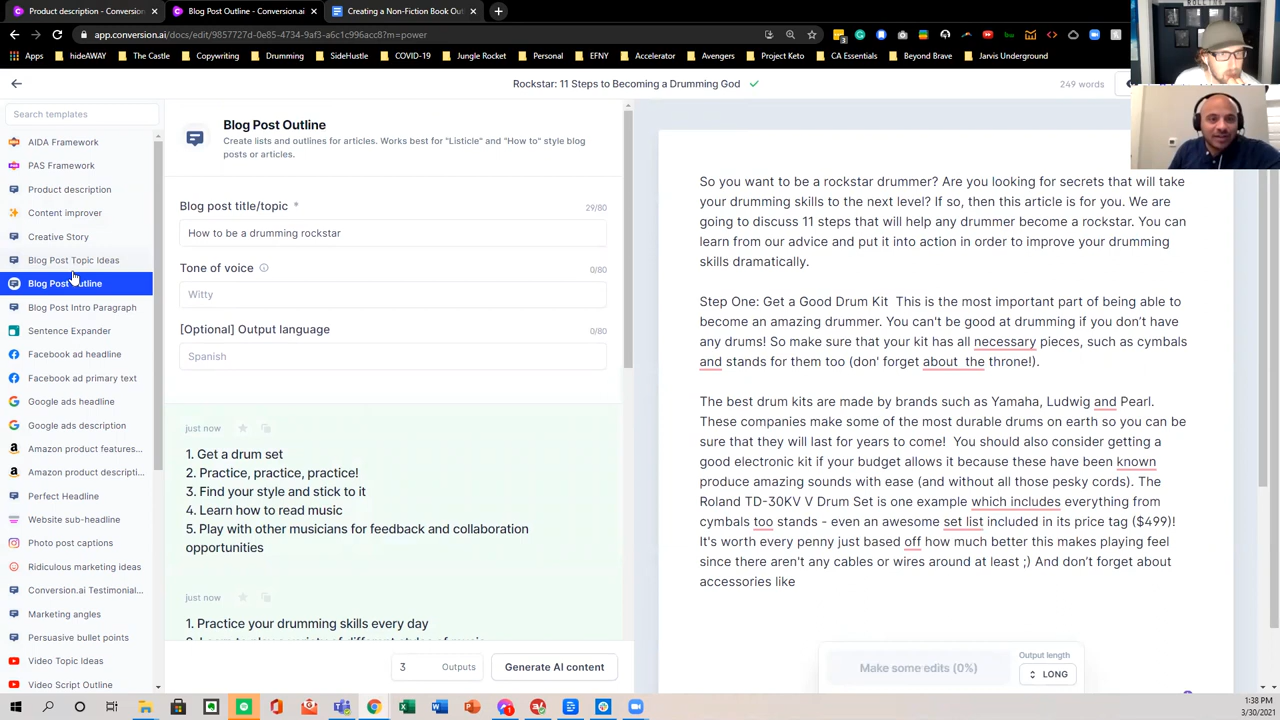 Product description - Conversion
Blog Post Outline - Conversion.ai
Creating a Non-Fiction Book Out
app.conversion.ai/docs/edit/9857727d-0e85-4734-9af3-a6c1c996acc8?m=power
Apps
hideAWAY
The Castle
Copywriting
Drumming
SideHustle
COVID-19
Jungle Rocket
Personal
EFNY
Accelerator
Avengers
Project Keto
CA Essentials
Beyond Brave
Jarvis Underground
Rockstar: 11 Steps to Becoming a Drumming God
249 words
Search templates
AIDA Framework
PAS Framework
Product description
Content improver
Creative Story
Blog Post Topic Ideas
Blog Post Outline
Blog Post Intro Paragraph
Sentence Expander
Facebook ad headline
Facebook ad primary text
Google ads headline
Google ads description
Amazon product features...
Amazon product descripti...
Perfect Headline
Website sub-headline
Photo post captions
Ridiculous marketing ideas
Conversion.ai Testimonial...
Marketing angles
Persuasive bullet points
Video Topic Ideas
Video Script Outline
Blog Post Outline
Create lists and outlines for articles. Works best for "Listicle" and "How to" style blog
posts or articles.
Blog post title/topic *
29/80
How to be a drumming rockstar
Tone of voice
0/80
Witty
[Optional] Output language
0/80
Spanish
just now
1. Get a drum set
2. Practice, practice, practice!
3. Find your style and stick to it
4. Learn how to read music
5. Play with other musicians for feedback and collaboration
opportunities
just now
1. Practice your drumming skills every day
3 Outputs
Generate AI content
So you want to be a rockstar drummer? Are you looking for secrets that will take
your drumming skills to the next level? If so, then this article is for you. We are
going to discuss 11 steps that will help any drummer become a rockstar. You can
learn from our advice and put it into action in order to improve your drumming
skills dramatically.
Step One: Get a Good Drum Kit  This is the most important part of being able to
become an amazing drummer. You can't be good at drumming if you don't have
any drums! So make sure that your kit has all necessary pieces, such as cymbals
and stands for them too (don' forget about  the throne!).
The best drum kits are made by brands such as Yamaha, Ludwig and Pearl.
These companies make some of the most durable drums on earth so you can be
sure that they will last for years to come!  You should also consider getting a
good electronic kit if your budget allows it because these have been known
produce amazing sounds with ease (and without all those pesky cords). The
Roland TD-30KV V Drum Set is one example which includes everything from
cymbals too stands - even an awesome set list included in its price tag ($499)!
It's worth every penny just based off how much better this makes playing feel
since there aren't any cables or wires around at least ;) And don't forget about
accessories like
Make some edits (0%)
Output length
LONG
1:38 PM
3/30/2021